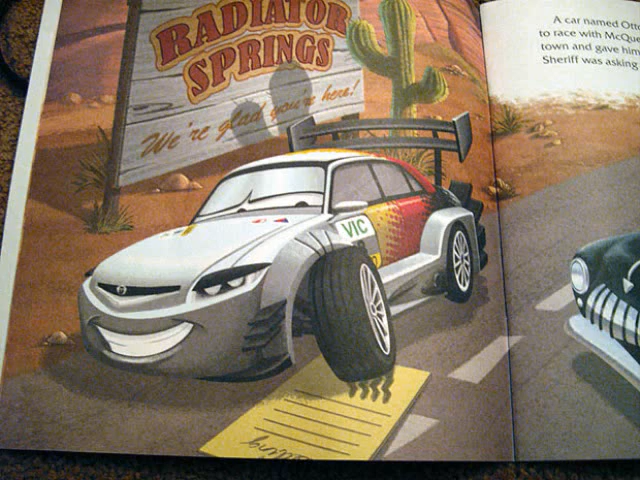 RADIATOR
SPRINGS
We're glad you're here!
A car named Otto
to race with McQue
town and gave him
Sheriff was asking
VIC